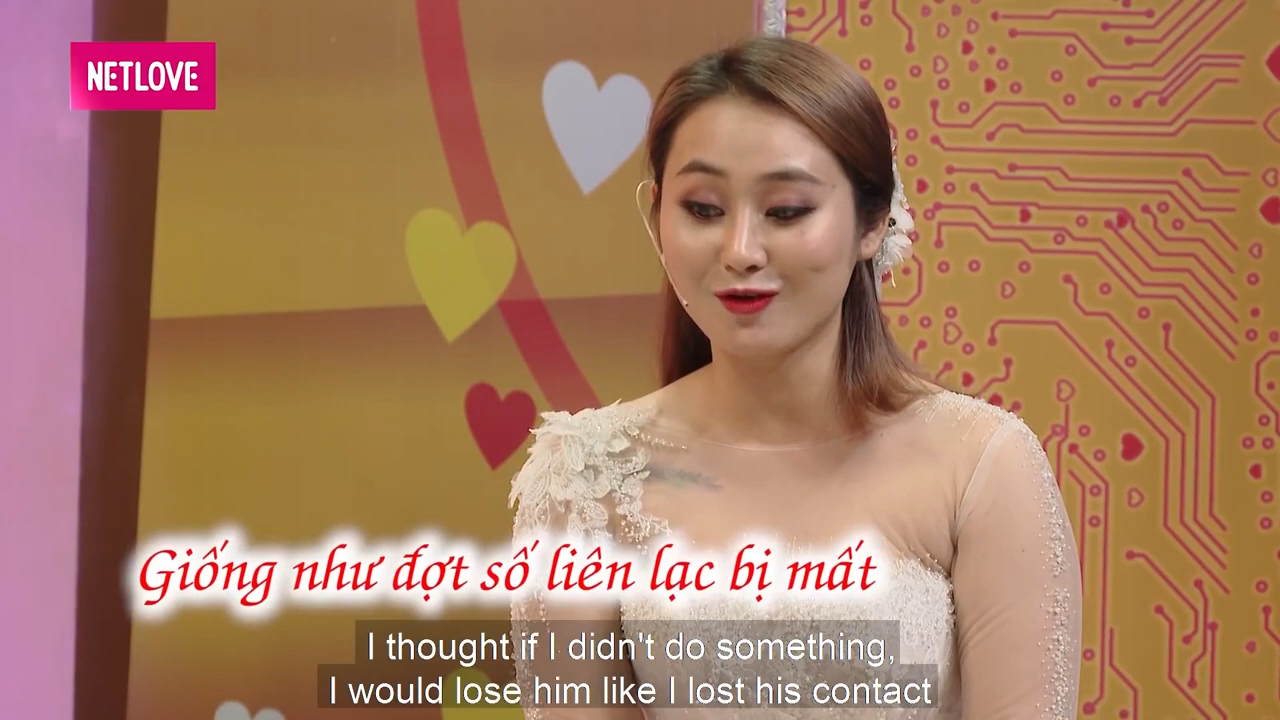 NETLOVE
Giống như đợt số liên lạc bị mất
I thought if I didn't do something,
I would lose him like I lost his contact